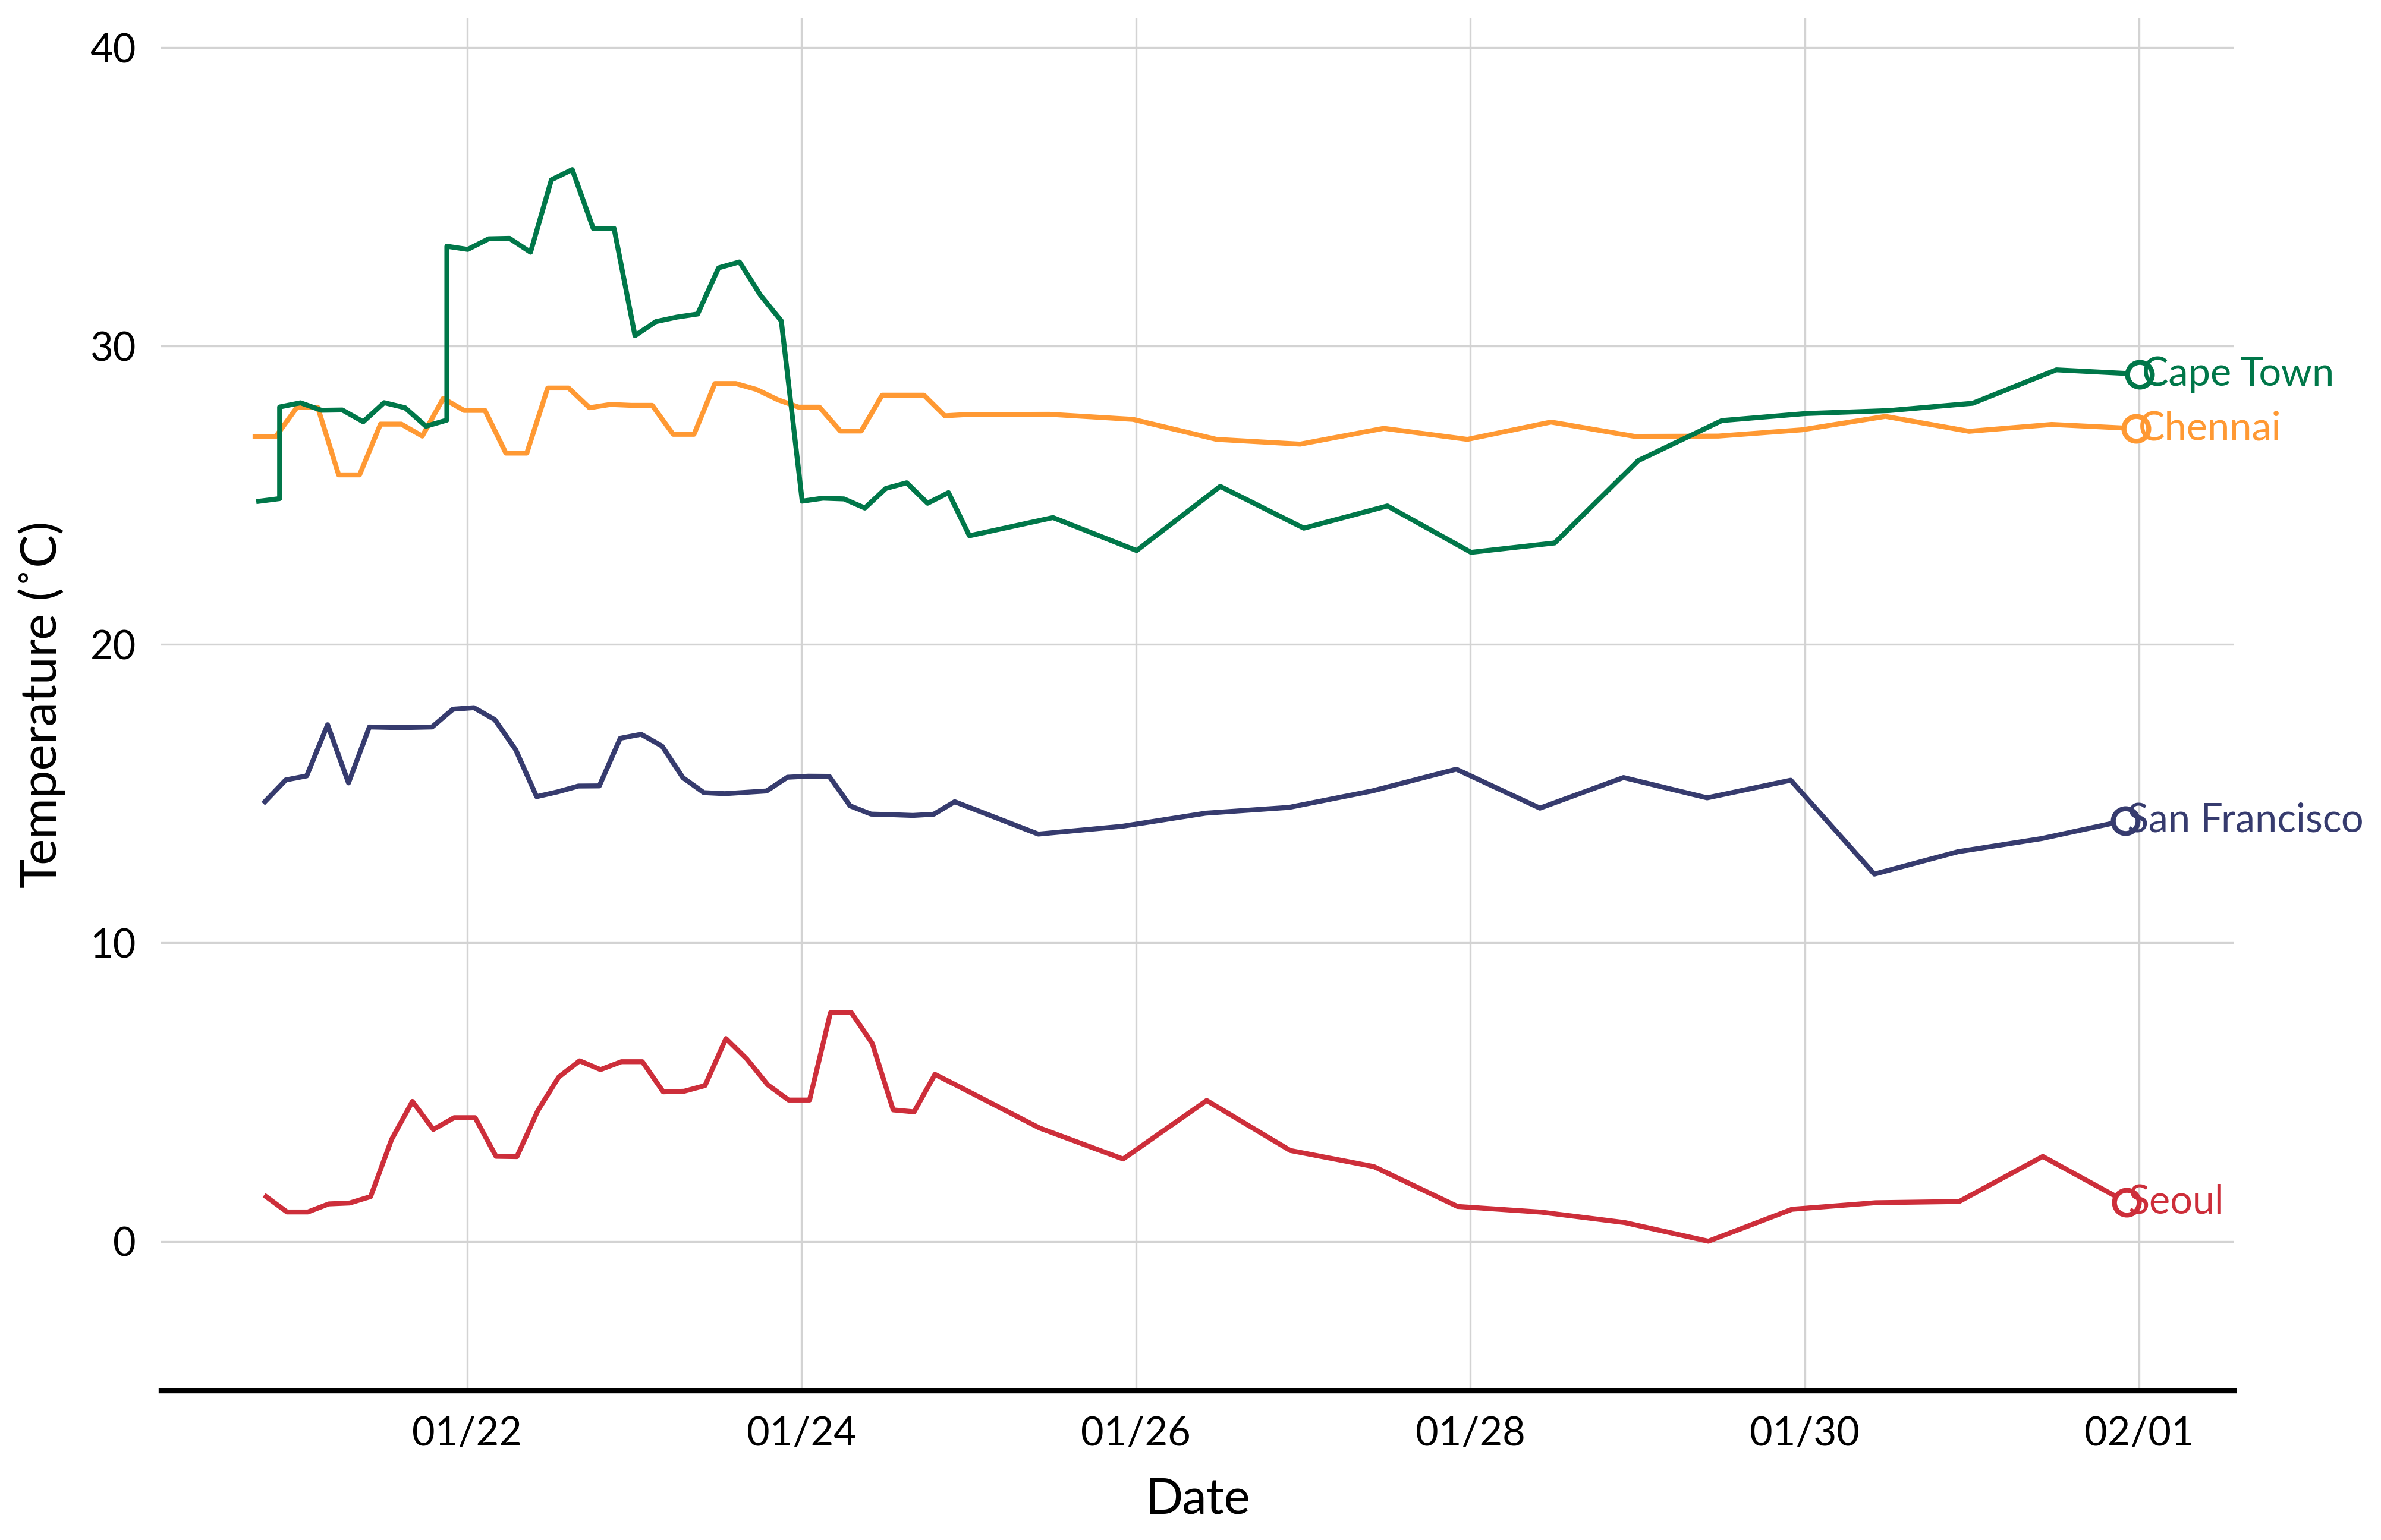 40
30
20
10
0
Temperature (°C)
Cape Town
Chennai
San Francisco
Seoul
01/22 01/24 01/26 01/28 01/30 02/01
Date